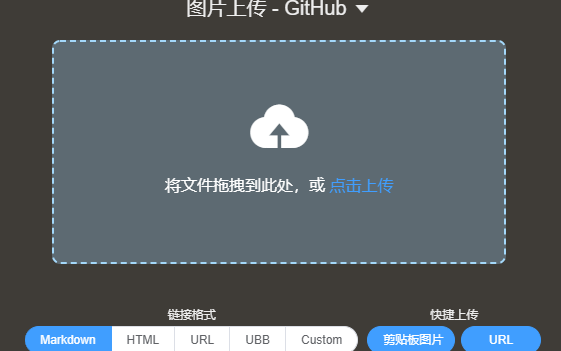 图片上传 - GitHub
将文件拖拽到此处，或 点击上传
链接格式
快捷上传
Markdown HTML URL UBB Custom
剪贴板图片 URL